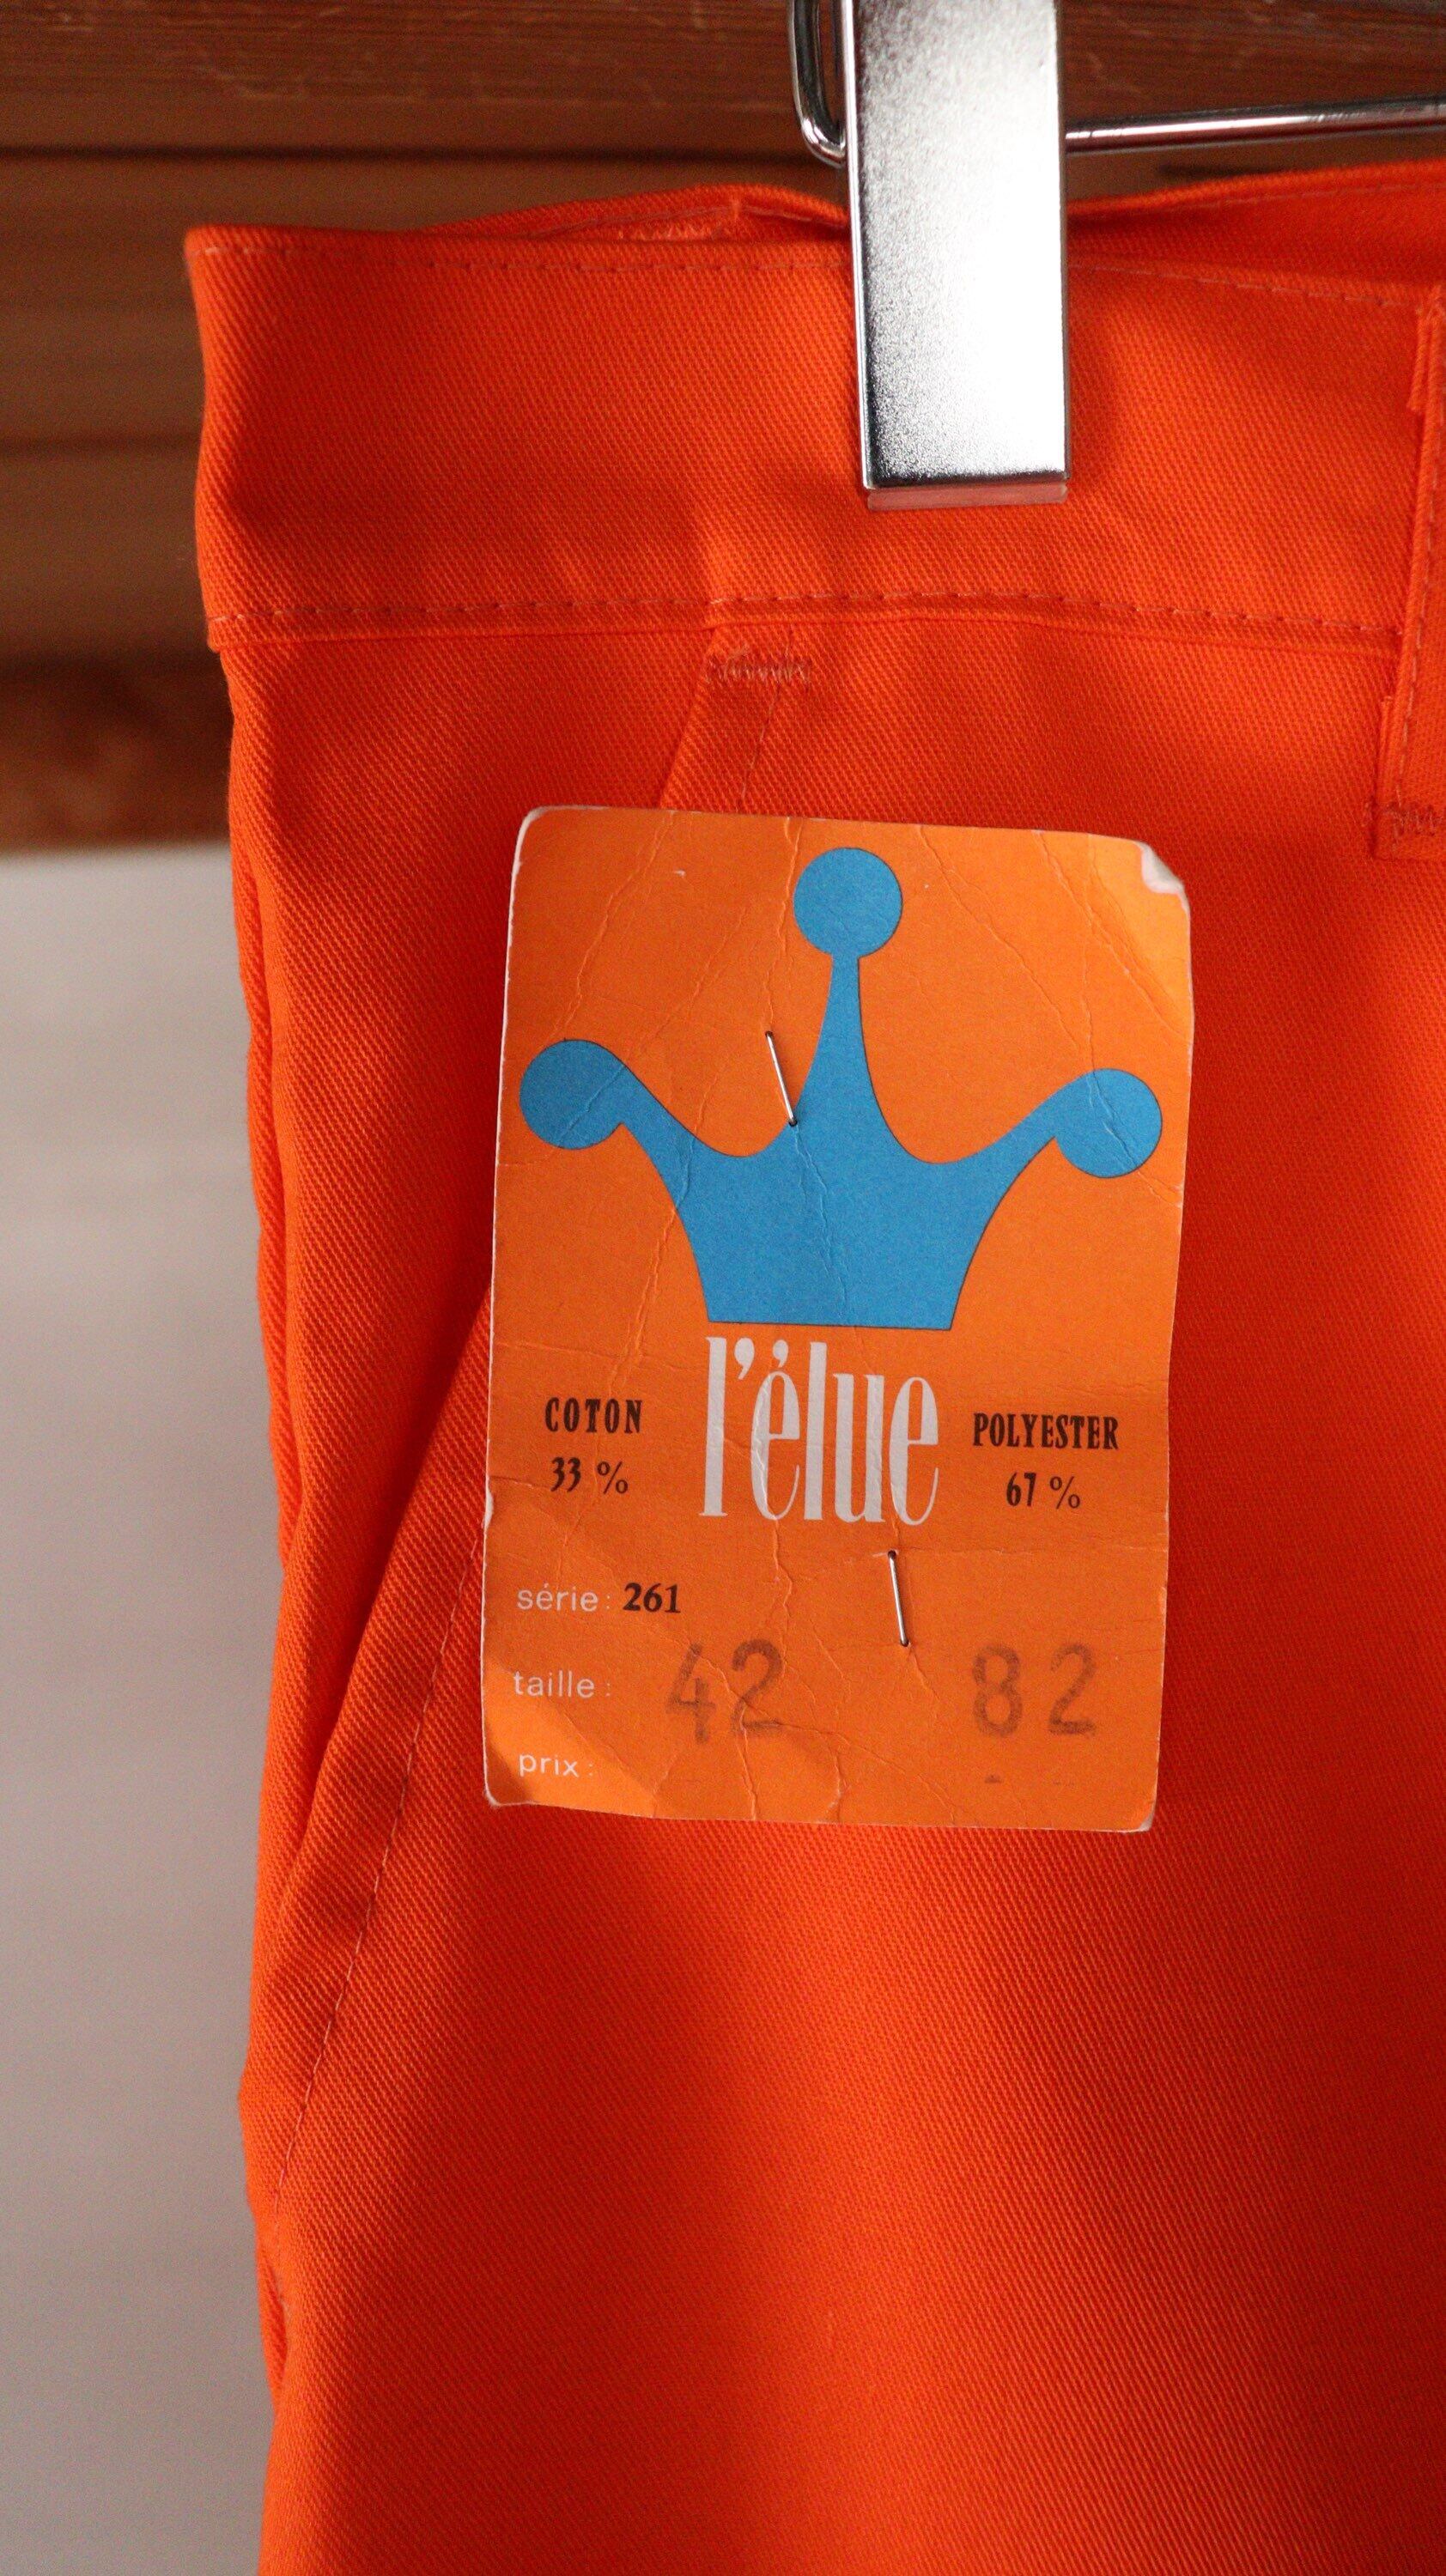 l'élue
COTON
33 %
POLYESTER
67 %
série: 261
taille: 42 82
prix: